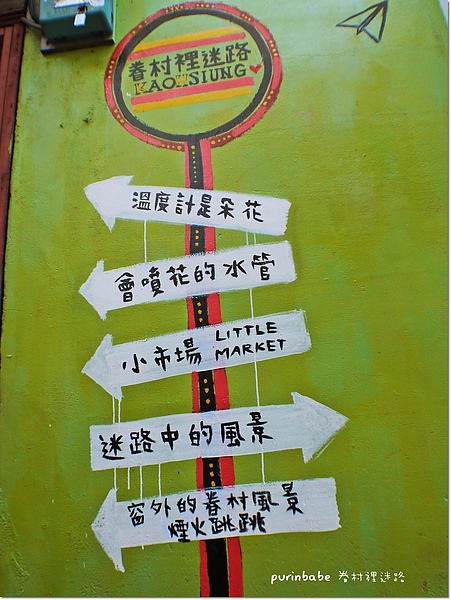 眷村裡迷路
KAOHSIUNG
溫度計是朵花
會噴花的水管
小市場 LITTLE
MARKET
迷路中的風景
窗外的眷村風景
煙火跳跳
purinbabe 眷村裡迷路